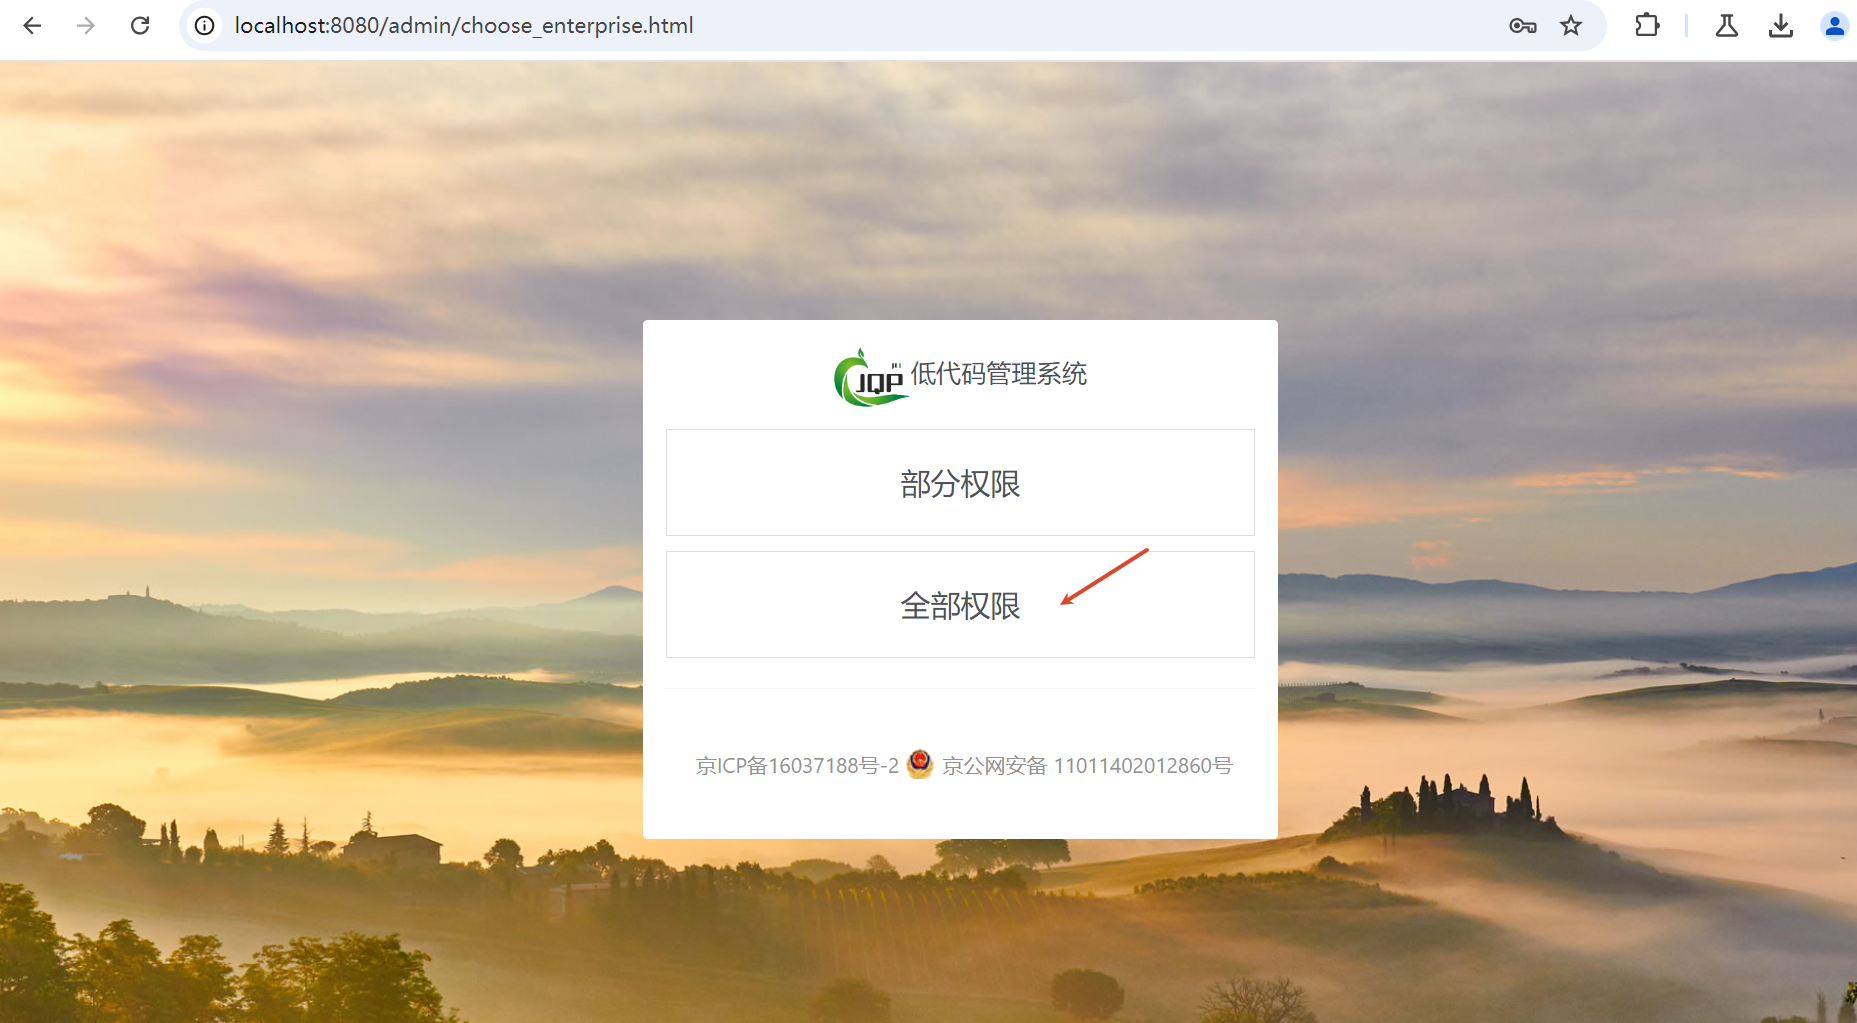 localhost:8080/admin/choose_enterprise.html
JQP 低代码管理系统
部分权限
全部权限
京ICP备16037188号-2 京公网安备 11011402012860号